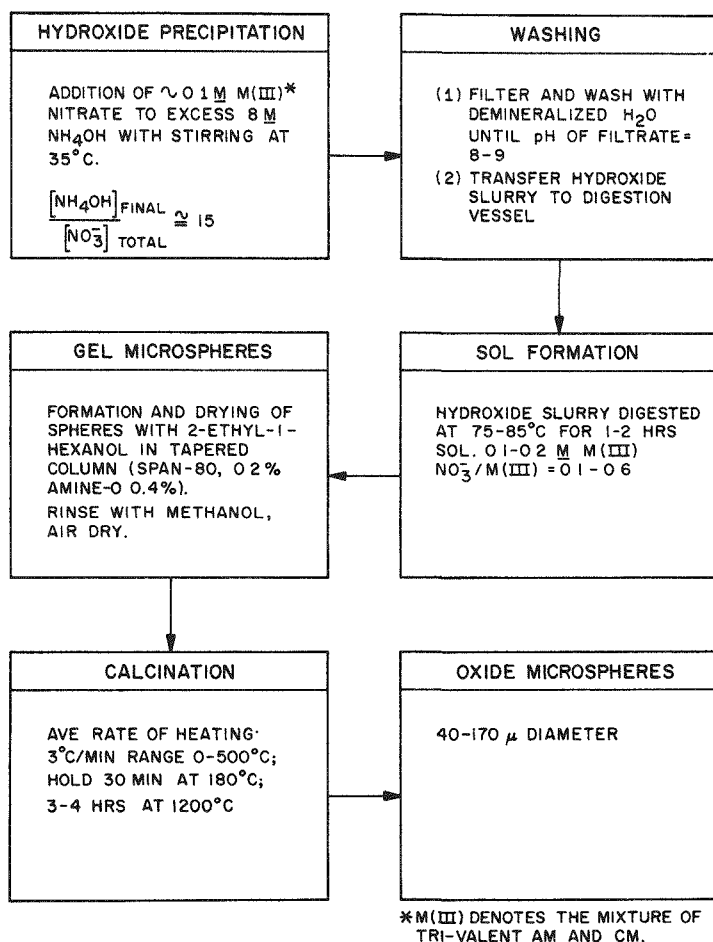 HYDROXIDE PRECIPITATION
ADDITION OF ~ 0 1 M M(III)*
NITRATE TO EXCESS 8 M
NH4OH WITH STIRRING AT
35°C.
[NH4OH] FINAL
≅ 15
[NO3-] TOTAL
WASHING
(1) FILTER AND WASH WITH
DEMINERALIZED H2O
UNTIL pH OF FILTRATE=
8-9
(2) TRANSFER HYDROXIDE
SLURRY TO DIGESTION
VESSEL
SOL FORMATION
HYDROXIDE SLURRY DIGESTED
AT 75-85°C FOR 1-2 HRS
SOL. 0 1-0 2 M M(III)
NO3-/M(III) = 0 1-0 6
GEL MICROSPHERES
FORMATION AND DRYING OF
SPHERES WITH 2-ETHYL-1-
HEXANOL IN TAPERED
COLUMN (SPAN-80, 0 2%
AMINE-O 0.4%).
RINSE WITH METHANOL,
AIR DRY.
CALCINATION
AVE RATE OF HEATING·
3°C/MIN RANGE 0-500°C;
HOLD 30 MIN AT 180°C;
3-4 HRS AT 1200°C
OXIDE MICROSPHERES
40-170 μ DIAMETER
*M(III) DENOTES THE MIXTURE OF
TRI-VALENT AM AND CM.